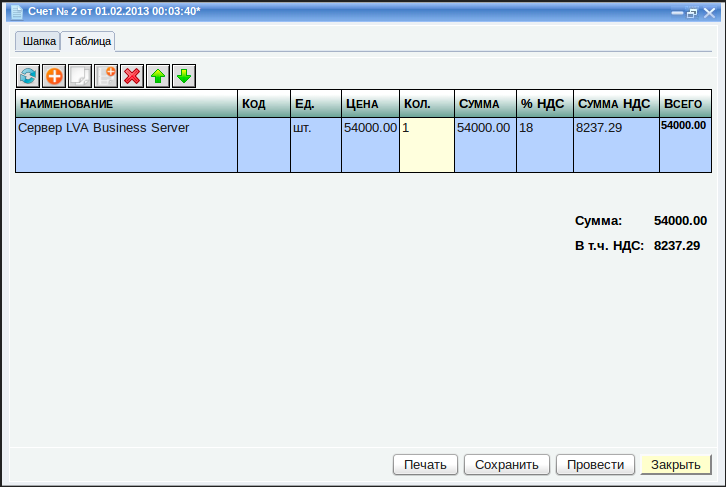 Счет № 2 от 01.02.2013 00:03:40*
Шапка Таблица
Наименование Код Ед. Цена Кол. Сумма % НДС Сумма НДС Всего
Сервер LVA Business Server шт. 54000.00 1 54000.00 18 8237.29 54000.00
Сумма: 54000.00
В т.ч. НДС: 8237.29
Печать Сохранить Провести Закрыть